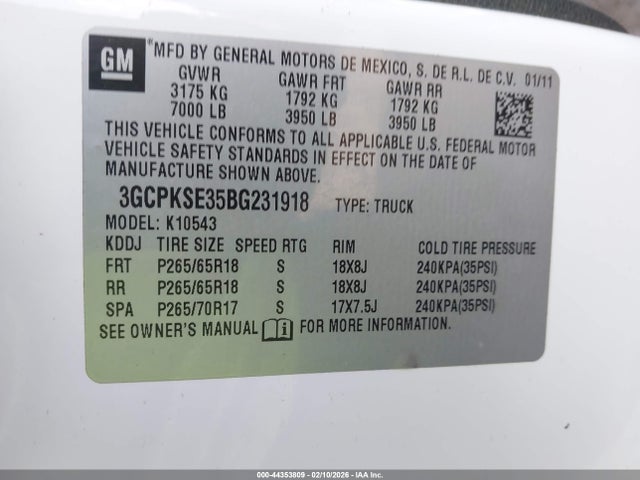 GM *MFD BY GENERAL MOTORS DE MEXICO, S. DE R.L. DE C.V. 01/11
GVWR GAWR FRT GAWR RR
3175 KG 1792 KG 1792 KG
7000 LB 3950 LB 3950 LB
THIS VEHICLE CONFORMS TO ALL APPLICABLE U.S. FEDERAL MOTOR
VEHICLE SAFETY STANDARDS IN EFFECT ON THE DATE OF
MANUFACTURE SHOWN ABOVE.
3GCPKSE35BG231918 TYPE: TRUCK
MODEL: K10543
KDDJ TIRE SIZE SPEED RTG RIM COLD TIRE PRESSURE
FRT P265/65R18 S 18X8J 240KPA(35PSI)
RR P265/65R18 S 18X8J 240KPA(35PSI)
SPA P265/70R17 S 17X7.5J 240KPA(35PSI)
SEE OWNER'S MANUAL i FOR MORE INFORMATION.
000-44353809 - 02/10/2026 - IAAI.COM